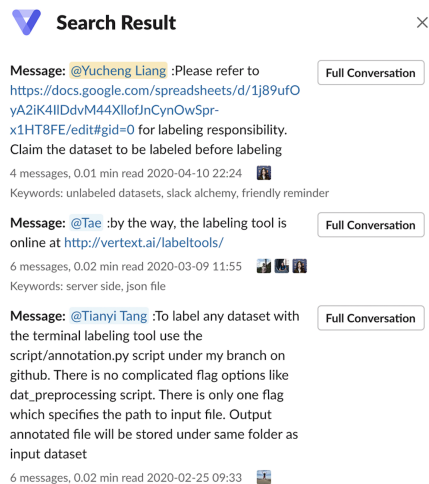 Search Result
Message: @Yucheng Liang :Please refer to
https://docs.google.com/spreadsheets/d/1j89ufO
yA2iK4IlDdvM44XllofJnCynOwSpr-
x1HT8FE/edit#gid=0 for labeling responsibility.
Claim the dataset to be labeled before labeling
Full Conversation
4 messages, 0.01 min read 2020-04-10 22:24
Keywords: unlabeled datasets, slack alchemy, friendly reminder
Message: @Tae :by the way, the labeling tool is
online at http://vertext.ai/labeltools/
Full Conversation
6 messages, 0.02 min read 2020-03-09 11:55
Keywords: server side, json file
Message: @Tianyi Tang :To label any dataset with
the terminal labeling tool use the
script/annotation.py script under my branch on
github. There is no complicated flag options like
dat_preprocessing script. There is only one flag
which specifies the path to input file. Output
annotated file will be stored under same folder as
input dataset
Full Conversation
6 messages, 0.02 min read 2020-02-25 09:33